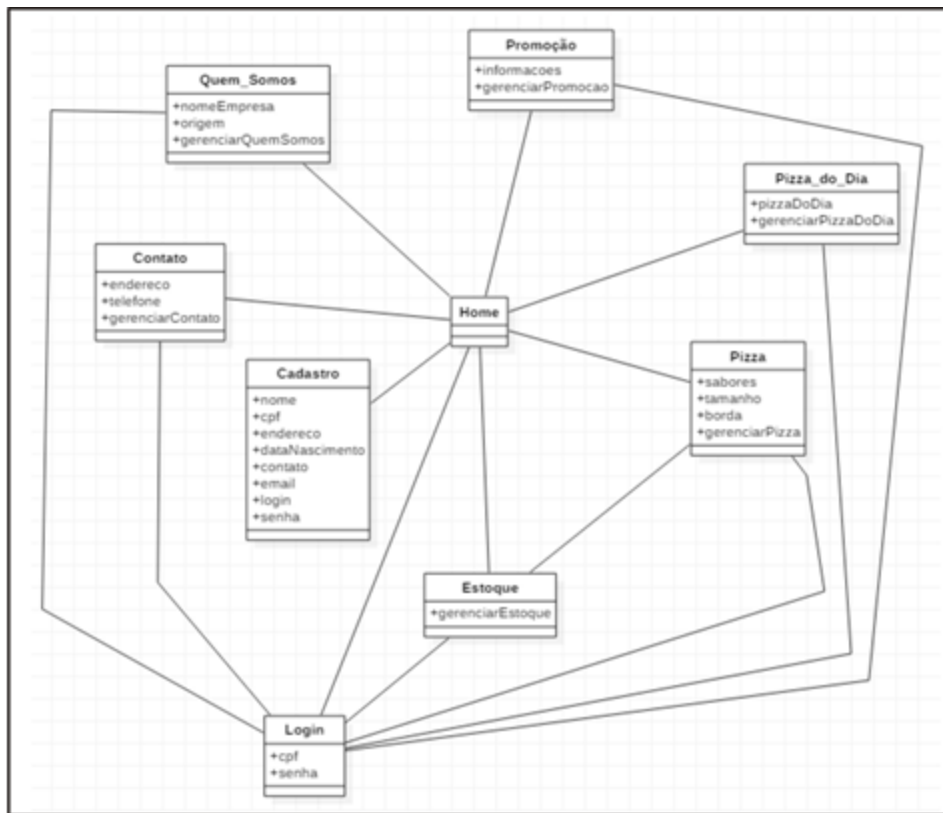 Promoção
+informacoes
+gerenciarPromocao
Quem_Somos
+nomeEmpresa
+origem
+gerenciarQuemSomos
Pizza_do_Dia
+pizzaDoDia
+gerenciarPizzaDoDia
Contato
+endereco
+telefone
+gerenciarContato
Home
Pizza
+sabores
+tamanho
+borda
+gerenciarPizza
Cadastro
+nome
+cpf
+endereco
+dataNascimento
+contato
+email
+login
+senha
Estoque
+gerenciarEstoque
Login
+cpf
+senha